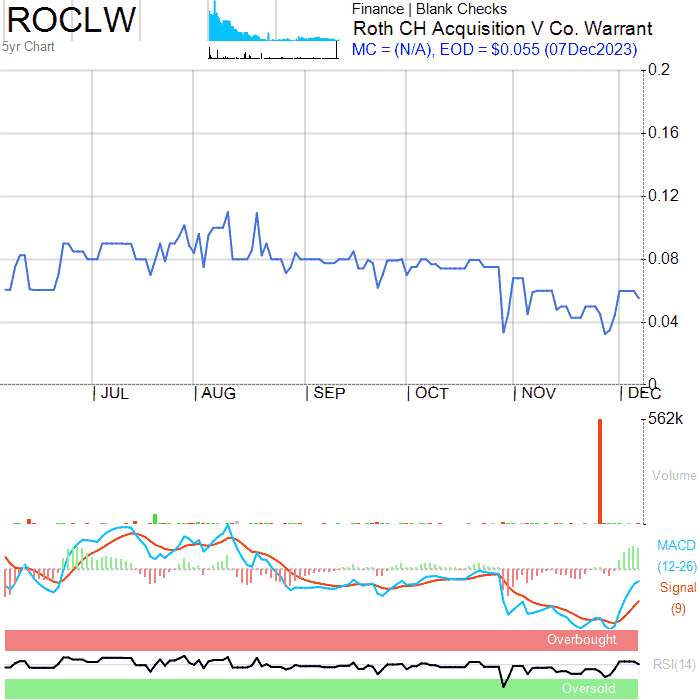 ROCLW
5yr Chart
Finance | Blank Checks
Roth CH Acquisition V Co. Warrant
MC = (N/A), EOD = $0.055 (07Dec2023)
0.2
0.16
0.12
0.08
0.04
0
JUL AUG SEP OCT NOV DEC
562k
Volume
MACD
(12-26)
Signal
(9)
Overbought
RSI(14)
Oversold